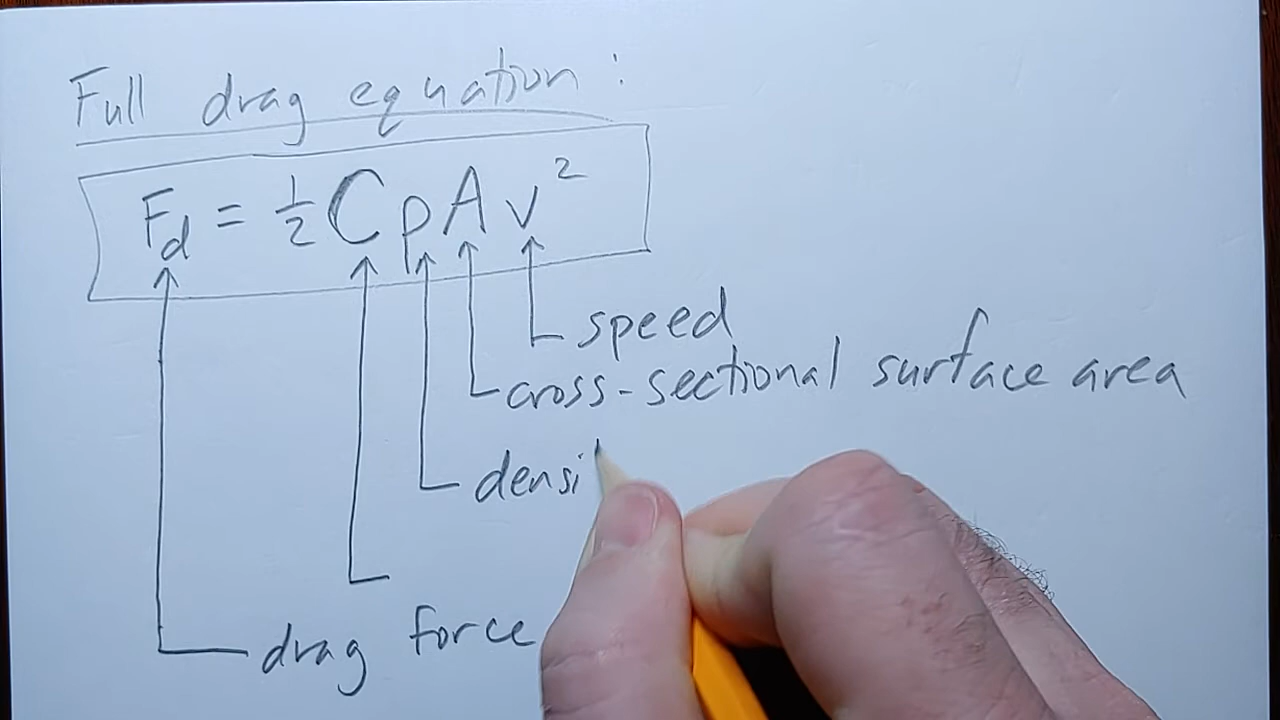 Full drag equation:
F_d = ½ C ρ A v²
speed
cross-sectional surface area
densi
drag force